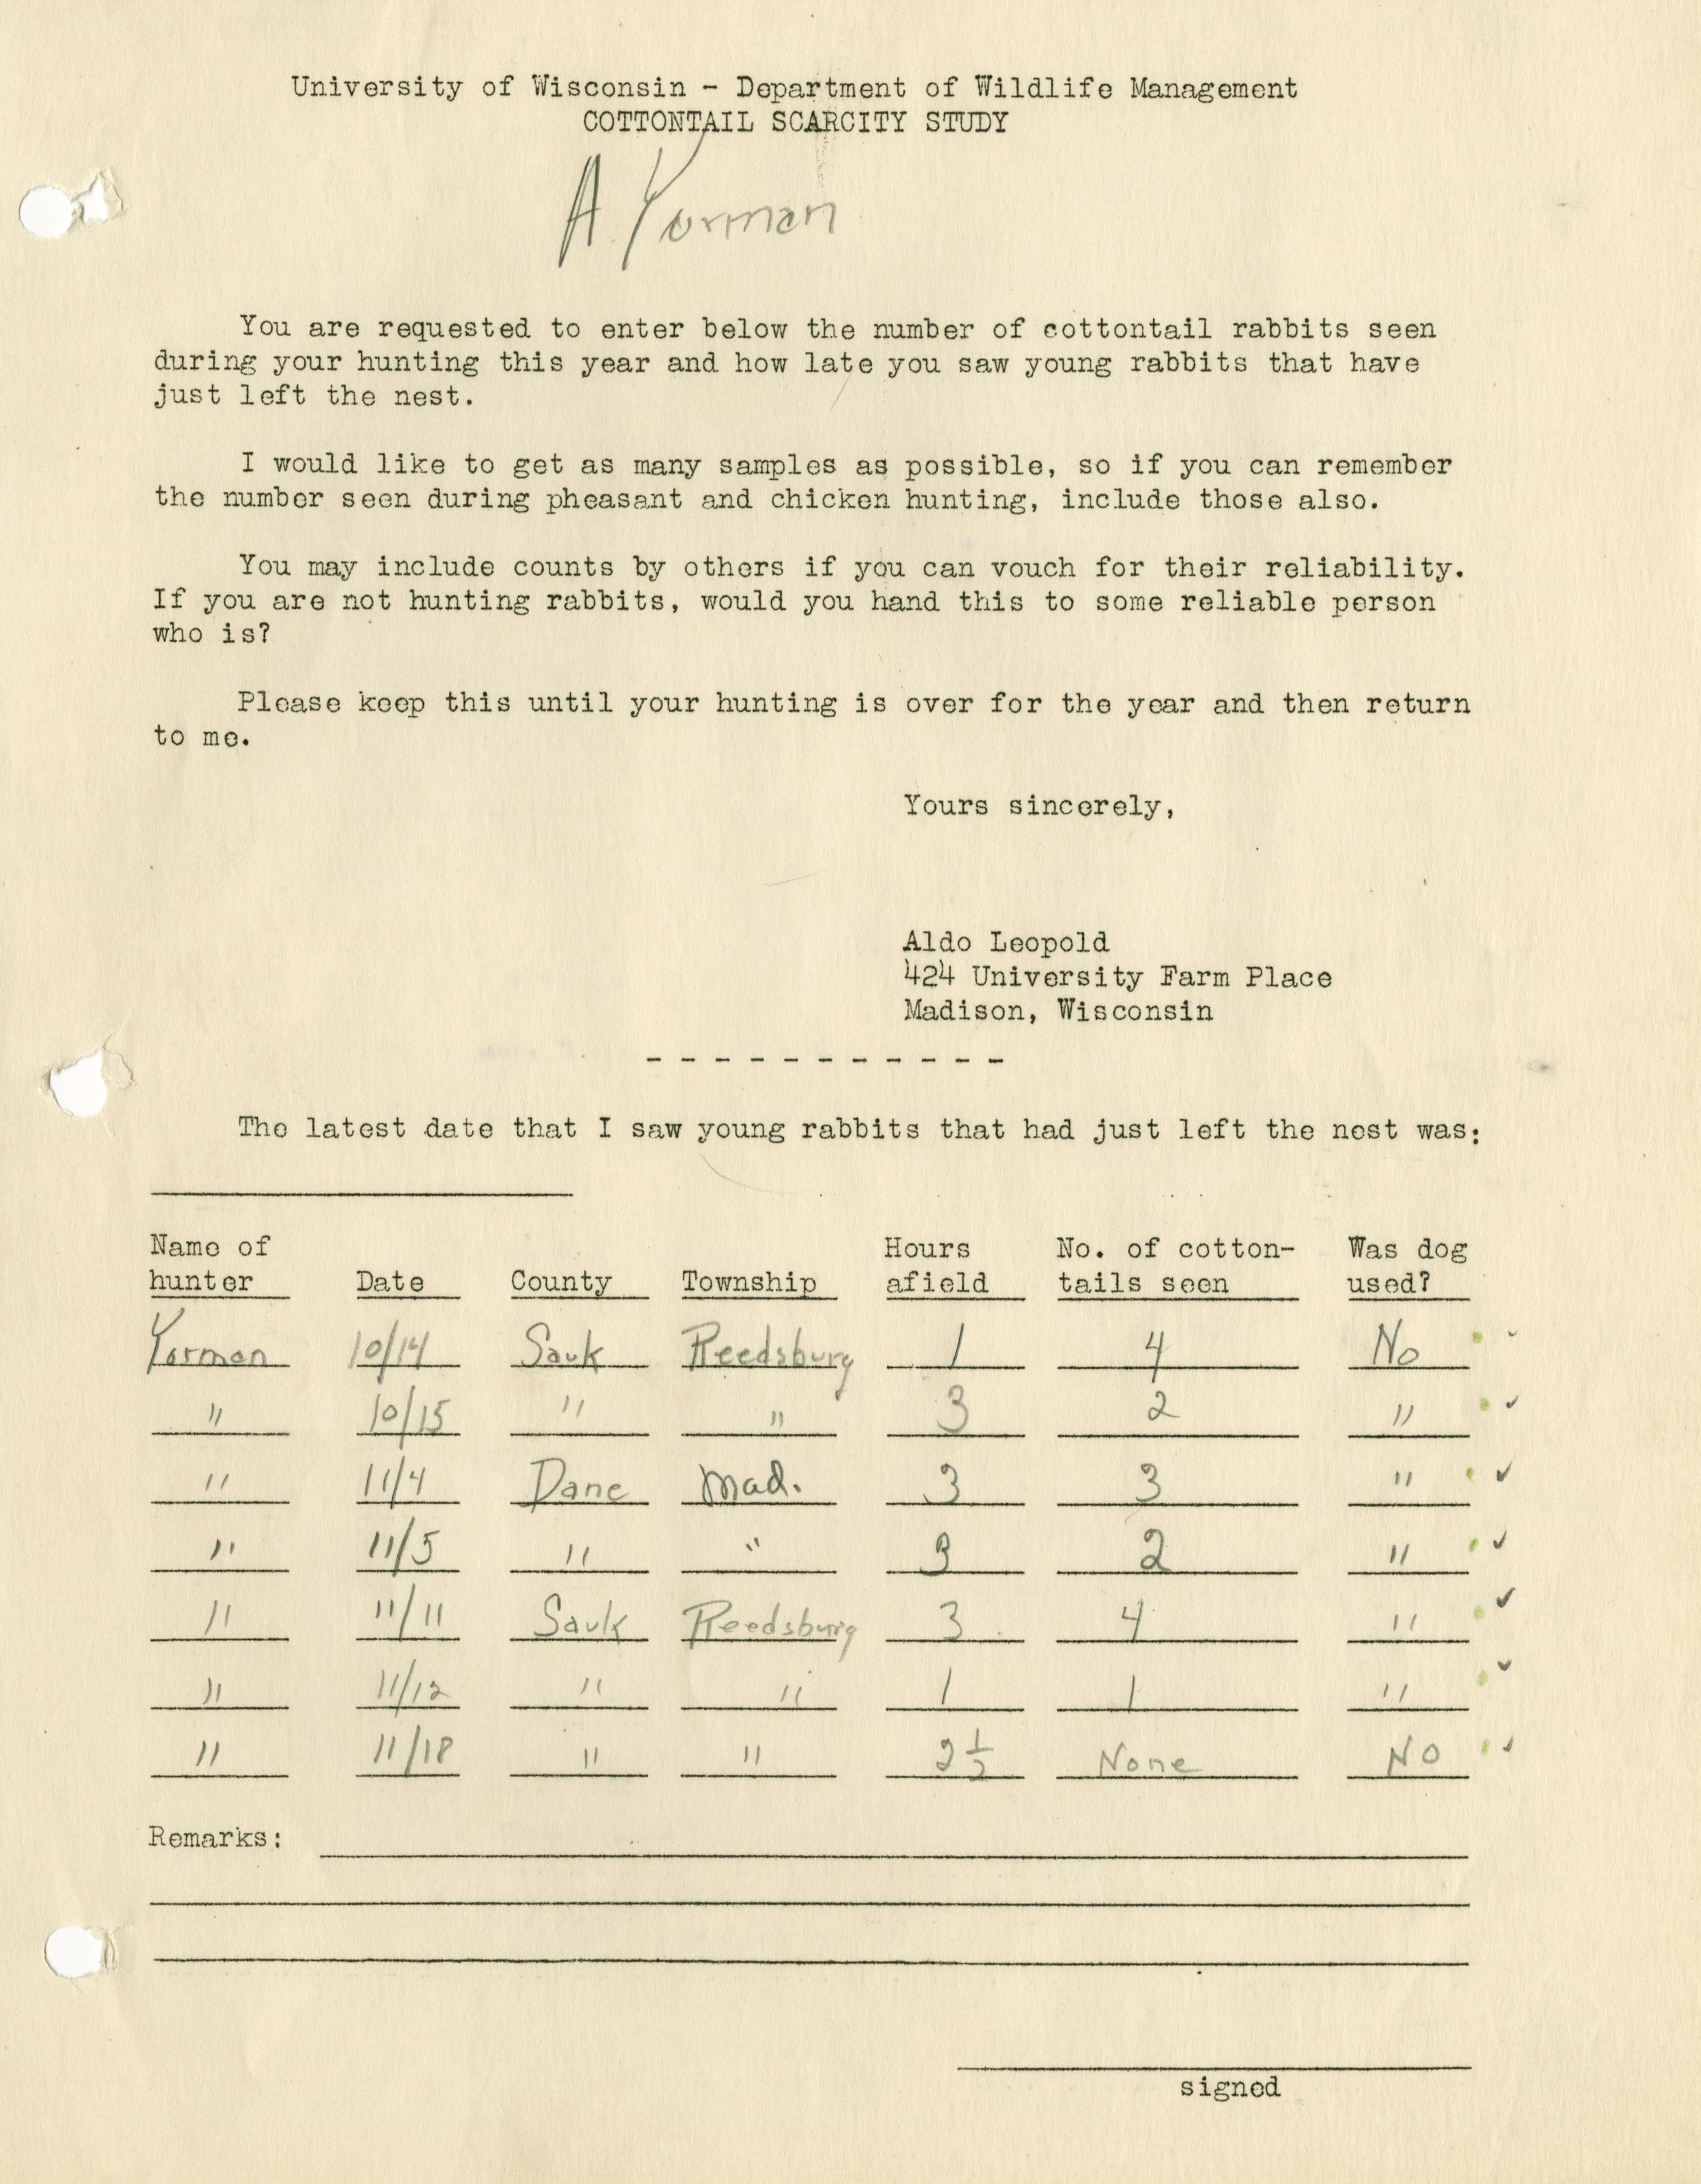 University of Wisconsin - Department of Wildlife Management
COTTONTAIL SCARCITY STUDY
A. Yorman
You are requested to enter below the number of cottontail rabbits seen
during your hunting this year and how late you saw young rabbits that have
just left the nest.
I would like to get as many samples as possible, so if you can remember
the number seen during pheasant and chicken hunting, include those also.
You may include counts by others if you can vouch for their reliability.
If you are not hunting rabbits, would you hand this to some reliable person
who is?
Please keep this until your hunting is over for the year and then return
to me.
Yours sincerely,
Aldo Leopold
424 University Farm Place
Madison, Wisconsin
- - - - - - - - - - -
The latest date that I saw young rabbits that had just left the nest was:
Name of Hours No. of cotton- Was dog
hunter Date County Township afield tails seen used?
Yorman 10/14 Sauk Reedsburg 1 4 No
" 10/15 " " 3 2 " ✓
" 11/4 Dane Mad. 3 3 " ✓
" 11/5 " " 3 2 " ✓
" 11/11 Sauk Reedsburg 3 4 " ✓
" 11/12 " " 1 1 " ✓
" 11/18 " " 2 1/2 None NO ✓
Remarks:
signed